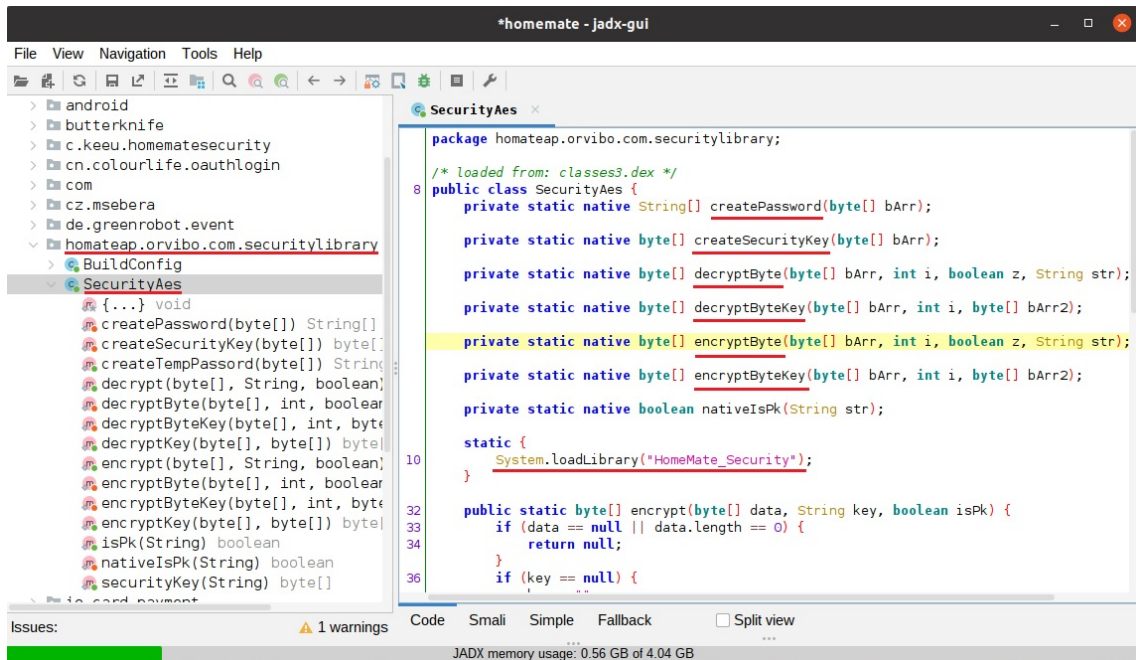 *homemate - jadx-gui
File View Navigation Tools Help
android
butterknife
c.keeu.homematesecurity
cn.colourlife.oauthlogin
com
cz.msebera
de.greenrobot.event
homateap.orvibo.com.securitylibrary
BuildConfig
SecurityAes
{...} void
createPassword(byte[]) String[]
createSecurityKey(byte[]) byte[]
createTempPassord(byte[]) String
decrypt(byte[], String, boolean)
decryptByte(byte[], int, boolean
decryptByteKey(byte[], int, byte
decryptKey(byte[], byte[]) byte[
encrypt(byte[], String, boolean)
encryptByte(byte[], int, boolean
encryptByteKey(byte[], int, byte
encryptKey(byte[], byte[]) byte[
isPk(String) boolean
nativeIsPk(String) boolean
securityKey(String) byte[]
io.card.payment
SecurityAes
package homateap.orvibo.com.securitylibrary;
/* loaded from: classes3.dex */
8 public class SecurityAes {
private static native String[] createPassword(byte[] bArr);
private static native byte[] createSecurityKey(byte[] bArr);
private static native byte[] decryptByte(byte[] bArr, int i, boolean z, String str);
private static native byte[] decryptByteKey(byte[] bArr, int i, byte[] bArr2);
private static native byte[] encryptByte(byte[] bArr, int i, boolean z, String str);
private static native byte[] encryptByteKey(byte[] bArr, int i, byte[] bArr2);
private static native boolean nativeIsPk(String str);
static {
10 System.loadLibrary("HomeMate_Security");
}
32 public static byte[] encrypt(byte[] data, String key, boolean isPk) {
33 if (data == null || data.length == 0) {
34 return null;
}
36 if (key == null) {
Issues: 1 warnings
Code Smali Simple Fallback Split view
JADX memory usage: 0.56 GB of 4.04 GB